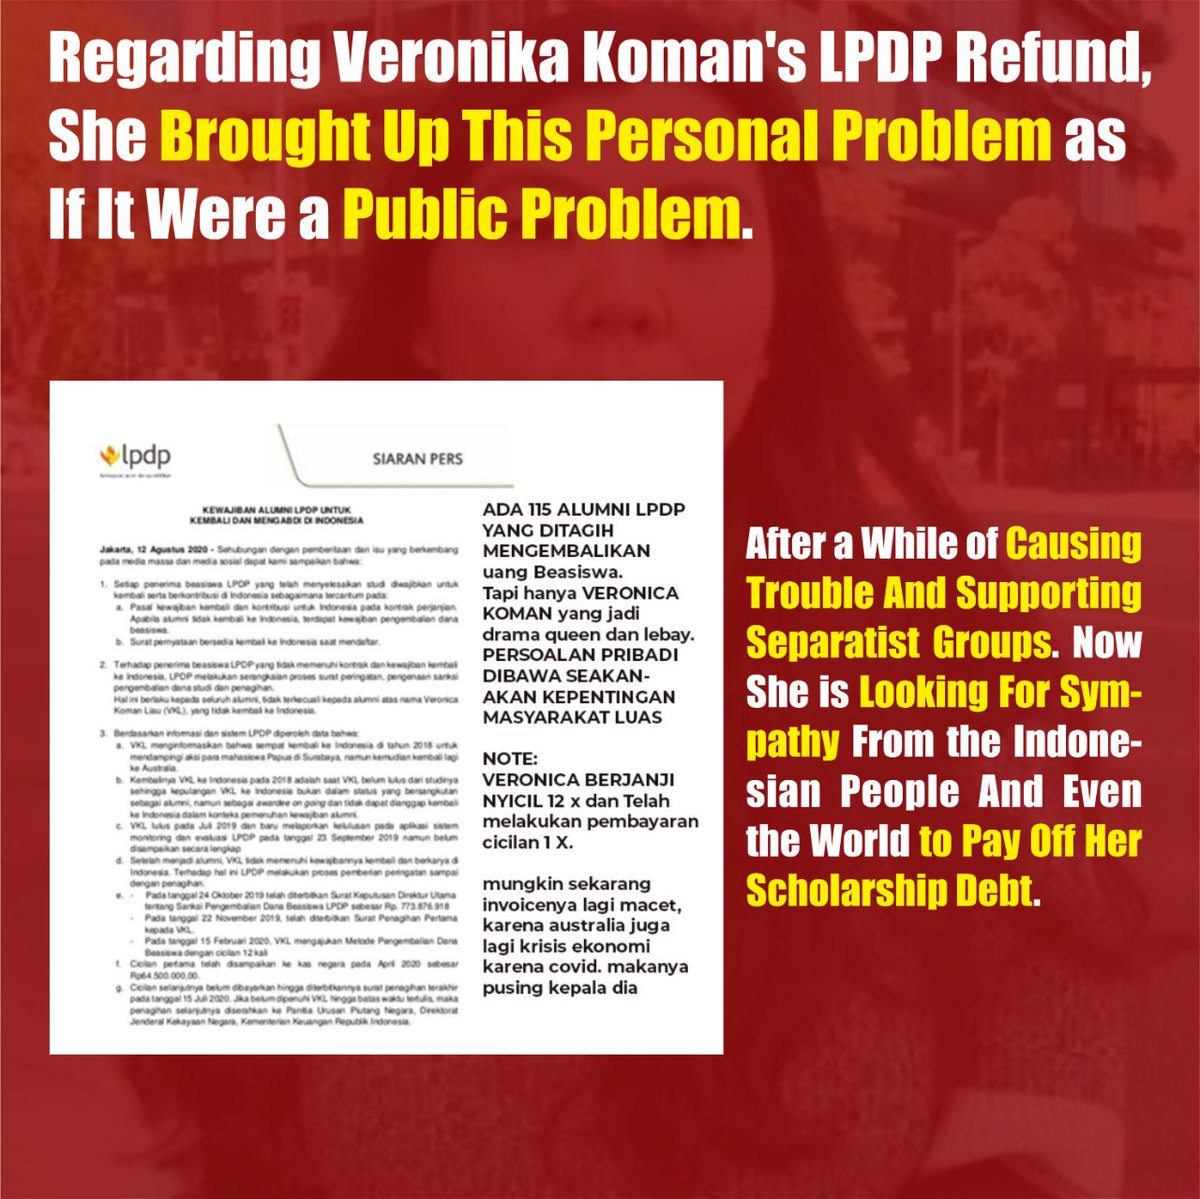 Regarding Veronika Koman's LPDP Refund,
She Brought Up This Personal Problem as
If It Were a Public Problem.
lpdp
SIARAN PERS
KEWAJIBAN ALUMNI LPDP UNTUK
KEMBALI DAN MENGABDI DI INDONESIA
Jakarta, 12 Agustus 2020 - Sehubungan dengan pemberitaan dan isu yang berkembang
pada media massa dan media sosial dapat kami sampaikan bahwa:
1. Setiap penerima beasiswa LPDP yang telah menyelesaikan studi diwajibkan untuk
kembali serta berkontribusi di Indonesia sebagaimana tercantum pada:
a. Pasal kewajiban kembali dan kontribusi untuk Indonesia pada kontrak perjanjian.
Apabila alumni tidak kembali ke Indonesia, terdapat kewajiban pengembalian dana
beasiswa.
b. Surat pernyataan bersedia kembali ke Indonesia saat mendaftar.
2. Terhadap penerima beasiswa LPDP yang tidak memenuhi kontrak dan kewajiban kembali
ke Indonesia, LPDP melakukan serangkaian proses surat peringatan, pengenaan sanksi
pengembalian dana studi dan penagihan.
Hal ini berlaku kepada seluruh alumni, tidak terkecuali kepada alumni atas nama Veronica
Koman Liau (VKL), yang tidak kembali ke Indonesia.
3. Berdasarkan informasi dan sistem LPDP diperoleh data bahwa:
a. VKL menginformasikan bahwa sempat kembali ke Indonesia di tahun 2018 untuk
mendampingi aksi para mahasiswa Papua di Surabaya, namun kemudian kembali lagi
ke Australia.
b. Kembalinya VKL ke Indonesia pada 2018 adalah saat VKL belum lulus dari studinya
sehingga kepulangan VKL ke Indonesia bukan dalam status yang bersangkutan
sebagai alumni, namun sebagai awardee on going dan tidak dapat dianggap kembali
ke Indonesia dalam konteks pemenuhan kewajiban alumni.
c. VKL lulus pada Juli 2019 dan baru melaporkan kelulusan pada aplikasi sistem
monitoring dan evaluasi LPDP pada tanggal 23 September 2019 namun belum
disampaikan secara lengkap
d. Setelah menjadi alumni, VKL tidak memenuhi kewajibannya kembali dan berkarya di
Indonesia. Terhadap hal ini LPDP melakukan proses pemberian peringatan sampai
dengan penagihan.
e. - Pada tanggal 24 Oktober 2019 telah diterbitkan Surat Keputusan Direktur Utama
tentang Sanksi Pengembalian Dana Beasiswa LPDP sebesar Rp. 773.876.918
- Pada tanggal 22 November 2019, telah diterbitkan Surat Penagihan Pertama
kepada VKL.
- Pada tanggal 15 Februari 2020, VKL mengajukan Metode Pengembalian Dana
Beasiswa dengan cicilan 12 kali
f. Cicilan pertama telah disampaikan ke kas negara pada April 2020 sebesar
Rp64.500.000,00.
g. Cicilan selanjutnya belum dibayarkan hingga diterbitkannya surat penagihan terakhir
pada tanggal 15 Juli 2020. Jika belum dipenuhi VKL hingga batas waktu tertulis, maka
penagihan selanjutnya diserahkan ke Panitia Urusan Piutang Negara, Direktorat
Jenderal Kekayaan Negara, Kementerian Keuangan Republik Indonesia.
ADA 115 ALUMNI LPDP
YANG DITAGIH
MENGEMBALIKAN
uang Beasiswa.
Tapi hanya VERONICA
KOMAN yang jadi
drama queen dan lebay.
PERSOALAN PRIBADI
DIBAWA SEAKAN-
AKAN KEPENTINGAN
MASYARAKAT LUAS
NOTE:
VERONICA BERJANJI
NYICIL 12 x dan Telah
melakukan pembayaran
cicilan 1 X.
mungkin sekarang
invoicenya lagi macet,
karena australia juga
lagi krisis ekonomi
karena covid. makanya
pusing kepala dia
After a While of Causing
Trouble And Supporting
Separatist Groups. Now
She is Looking For Sym-
pathy From the Indone-
sian People And Even
the World to Pay Off Her
Scholarship Debt.